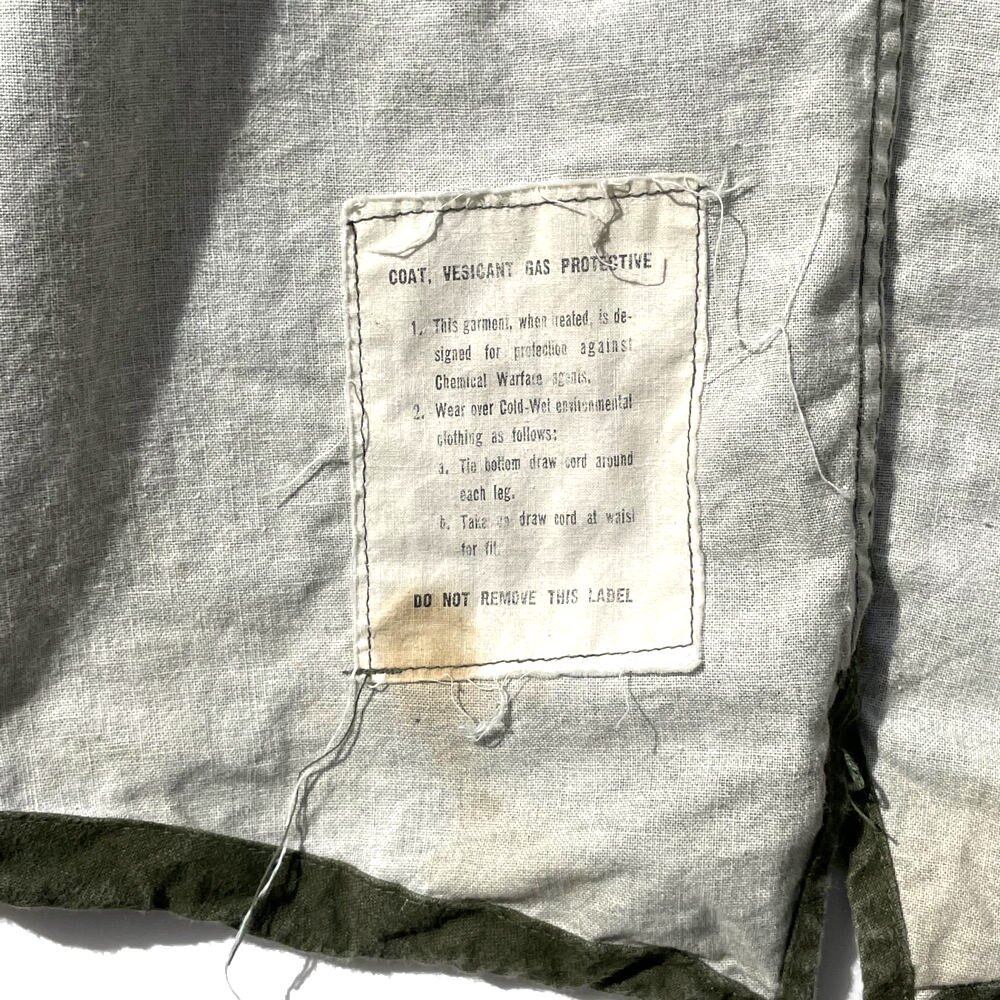 COAT, VESICANT GAS PROTECTIVE
1. This garment, when treated, is de-
signed for protection against
Chemical Warfare agents.
2. Wear over Cold-Wet environmental
clothing as follows:
a. Tie bottom draw cord around
each leg.
b. Take up draw cord at waist
for fit.
DO NOT REMOVE THIS LABEL